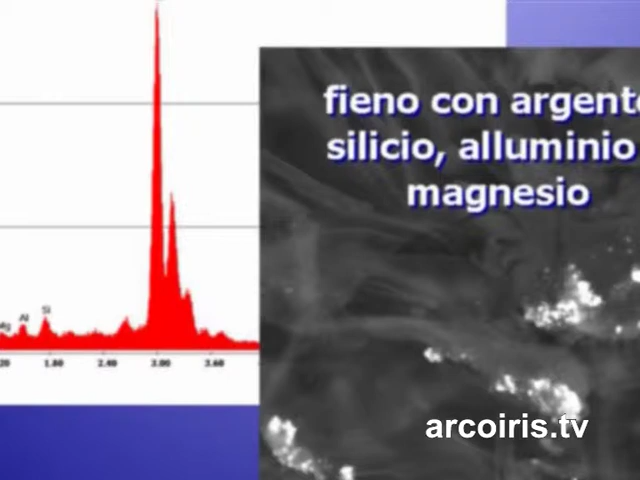 fieno con argento
silicio, alluminio
magnesio
Al
Si
1.80
2.40
3.00
3.60
arcoiris.tv